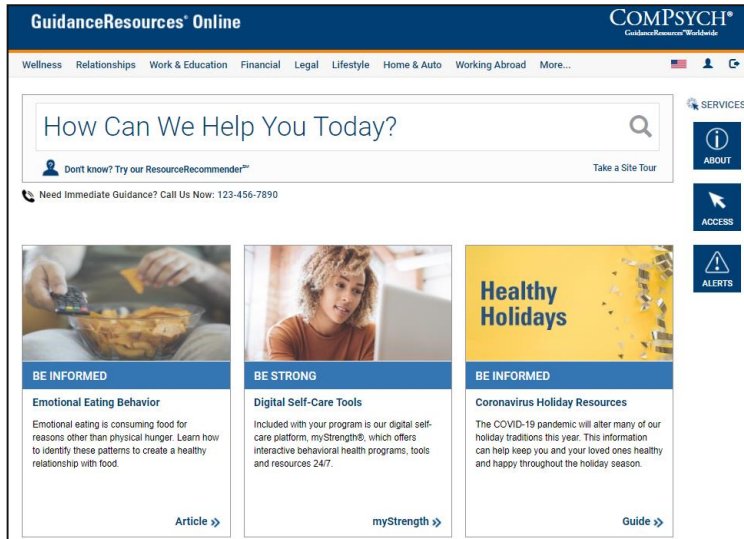 GuidanceResources® Online
COMPSYCH®
GuidanceResources®Worldwide
Wellness Relationships Work & Education Financial Legal Lifestyle Home & Auto Working Abroad More...
SERVICES
How Can We Help You Today?
Don't know? Try our ResourceRecommender℠
Take a Site Tour
ABOUT
Need Immediate Guidance? Call Us Now: 123-456-7890
ACCESS
ALERTS
Healthy
Holidays
BE INFORMED
Emotional Eating Behavior
Emotional eating is consuming food for
reasons other than physical hunger. Learn how
to identify these patterns to create a healthy
relationship with food.
Article »
BE STRONG
Digital Self-Care Tools
Included with your program is our digital self-
care platform, myStrength®, which offers
interactive behavioral health programs, tools
and resources 24/7.
myStrength »
BE INFORMED
Coronavirus Holiday Resources
The COVID-19 pandemic will alter many of our
holiday traditions this year. This information
can help keep you and your loved ones healthy
and happy throughout the holiday season.
Guide »